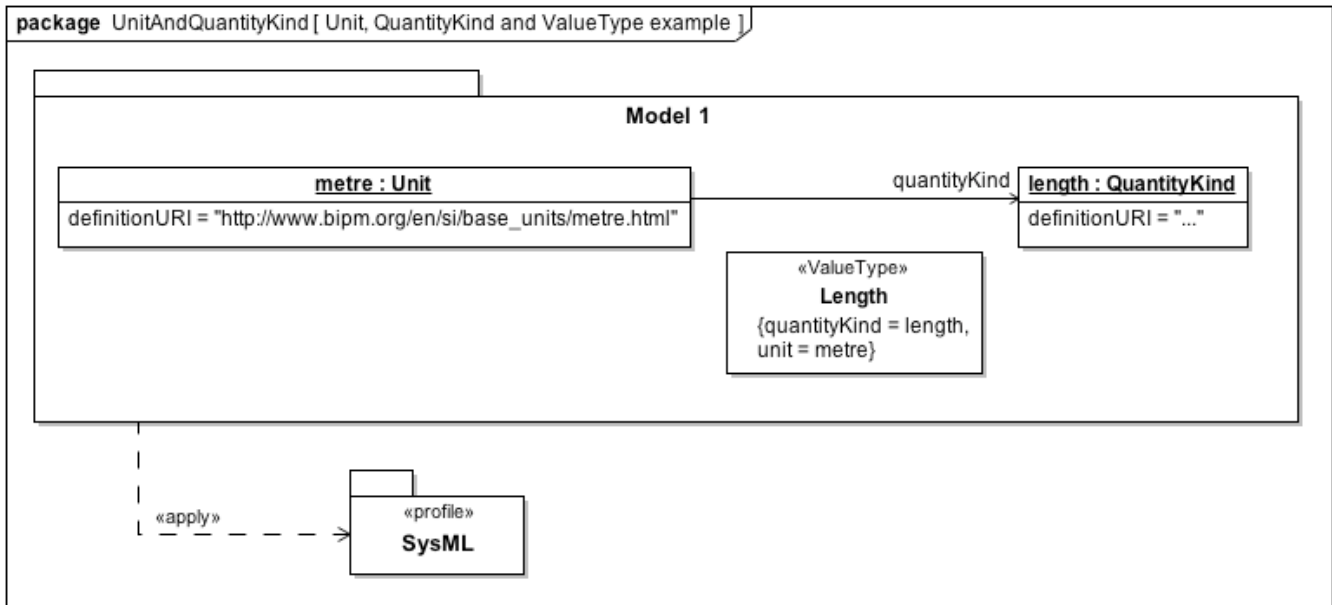 package UnitAndQuantityKind [ Unit, QuantityKind and ValueType example ]
Model 1
metre : Unit
definitionURI = "http://www.bipm.org/en/si/base_units/metre.html"
quantityKind
length : QuantityKind
definitionURI = "..."
«ValueType»
Length
{quantityKind = length,
unit = metre}
«apply»
«profile»
SysML